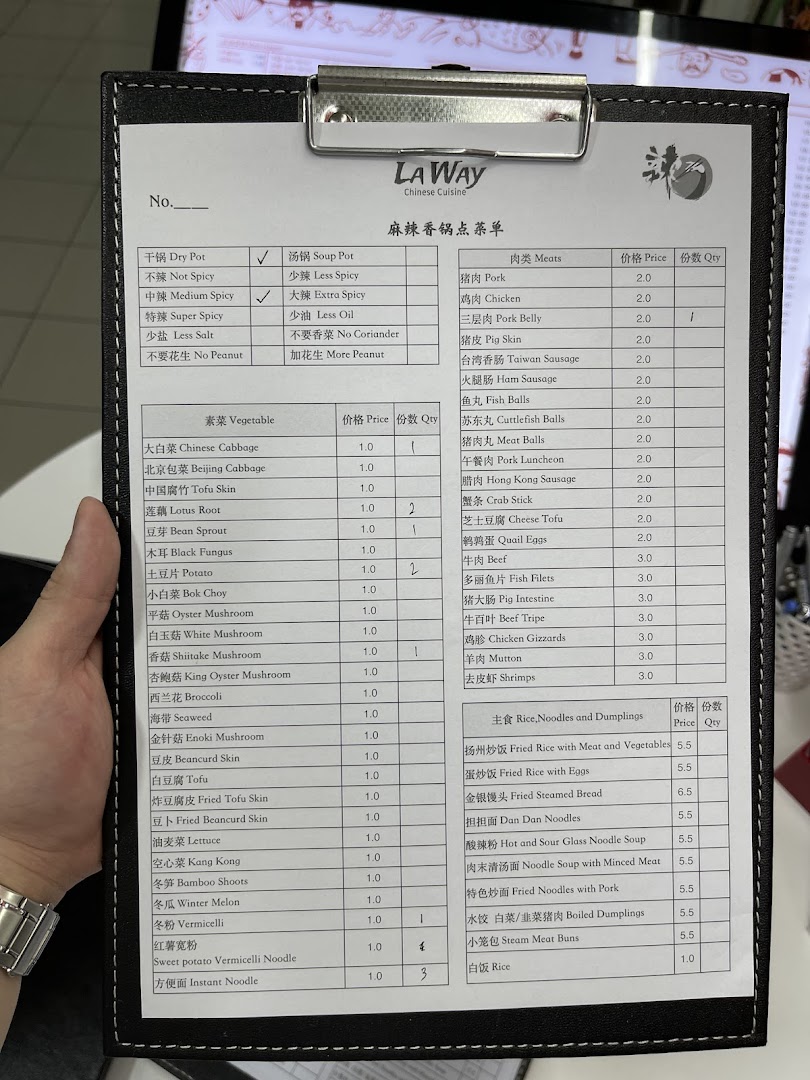 LA WAY
Chinese Cuisine
辣
No.____
麻辣香锅点菜单
干锅 Dry Pot ✓ 汤锅 Soup Pot
不辣 Not Spicy 少辣 Less Spicy
中辣 Medium Spicy ✓ 大辣 Extra Spicy
特辣 Super Spicy 少油 Less Oil
少盐 Less Salt 不要香菜 No Coriander
不要花生 No Peanut 加花生 More Peanut
素菜 Vegetable 价格 Price 份数 Qty
大白菜 Chinese Cabbage 1.0 1
北京包菜 Beijing Cabbage 1.0
中国腐竹 Tofu Skin 1.0
莲藕 Lotus Root 1.0 2
豆芽 Bean Sprout 1.0 1
木耳 Black Fungus 1.0
土豆片 Potato 1.0 2
小白菜 Bok Choy 1.0
平菇 Oyster Mushroom 1.0
白玉菇 White Mushroom 1.0
香菇 Shiitake Mushroom 1.0 1
杏鲍菇 King Oyster Mushroom 1.0
西兰花 Broccoli 1.0
海带 Seaweed 1.0
金针菇 Enoki Mushroom 1.0
豆皮 Beancurd Skin 1.0
白豆腐 Tofu 1.0
炸豆腐皮 Fried Tofu Skin 1.0
豆卜 Fried Beancurd Skin 1.0
油麦菜 Lettuce 1.0
空心菜 Kang Kong 1.0
冬笋 Bamboo Shoots 1.0
冬瓜 Winter Melon 1.0
冬粉 Vermicelli 1.0 1
红薯宽粉
Sweet potato Vermicelli Noodle 1.0
方便面 Instant Noodle 1.0 3
肉类 Meats 价格 Price 份数 Qty
猪肉 Pork 2.0
鸡肉 Chicken 2.0
三层肉 Pork Belly 2.0 1
猪皮 Pig Skin 2.0
台湾香肠 Taiwan Sausage 2.0
火腿肠 Ham Sausage 2.0
鱼丸 Fish Balls 2.0
苏东丸 Cuttlefish Balls 2.0
猪肉丸 Meat Balls 2.0
午餐肉 Pork Luncheon 2.0
腊肉 Hong Kong Sausage 2.0
蟹条 Crab Stick 2.0
芝士豆腐 Cheese Tofu 2.0
鹌鹑蛋 Quail Eggs 2.0
牛肉 Beef 3.0
多丽鱼片 Fish Filets 3.0
猪大肠 Pig Intestine 3.0
牛百叶 Beef Tripe 3.0
鸡胗 Chicken Gizzards 3.0
羊肉 Mutton 3.0
去皮虾 Shrimps 3.0
主食 Rice,Noodles and Dumplings 价格 Price 份数 Qty
扬州炒饭 Fried Rice with Meat and Vegetables 5.5
蛋炒饭 Fried Rice with Eggs 5.5
金银馒头 Fried Steamed Bread 6.5
担担面 Dan Dan Noodles 5.5
酸辣粉 Hot and Sour Glass Noodle Soup 5.5
肉末清汤面 Noodle Soup with Minced Meat 5.5
特色炒面 Fried Noodles with Pork 5.5
水饺 白菜/韭菜猪肉 Boiled Dumplings 5.5
小笼包 Steam Meat Buns 5.5
白饭 Rice 1.0